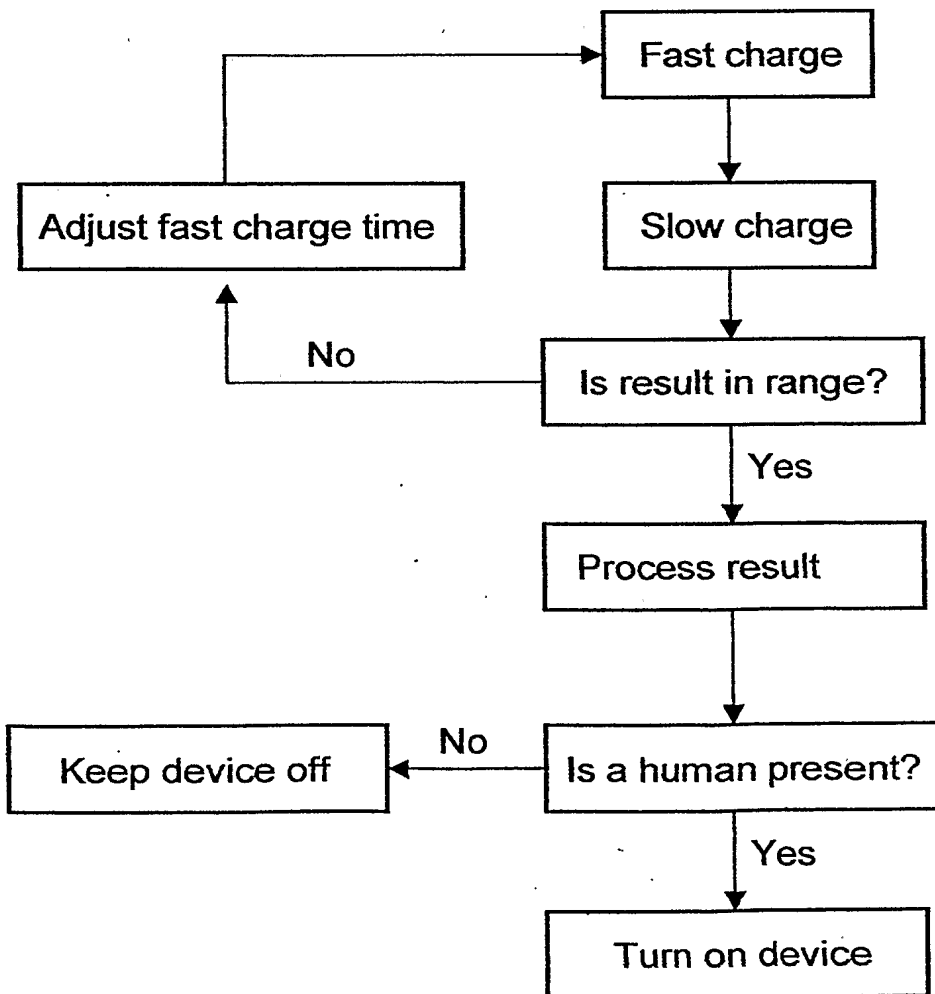 Fast charge
Adjust fast charge time
Slow charge
No
Is result in range?
Yes
Process result
No
Keep device off
Is a human present?
Yes
Turn on device